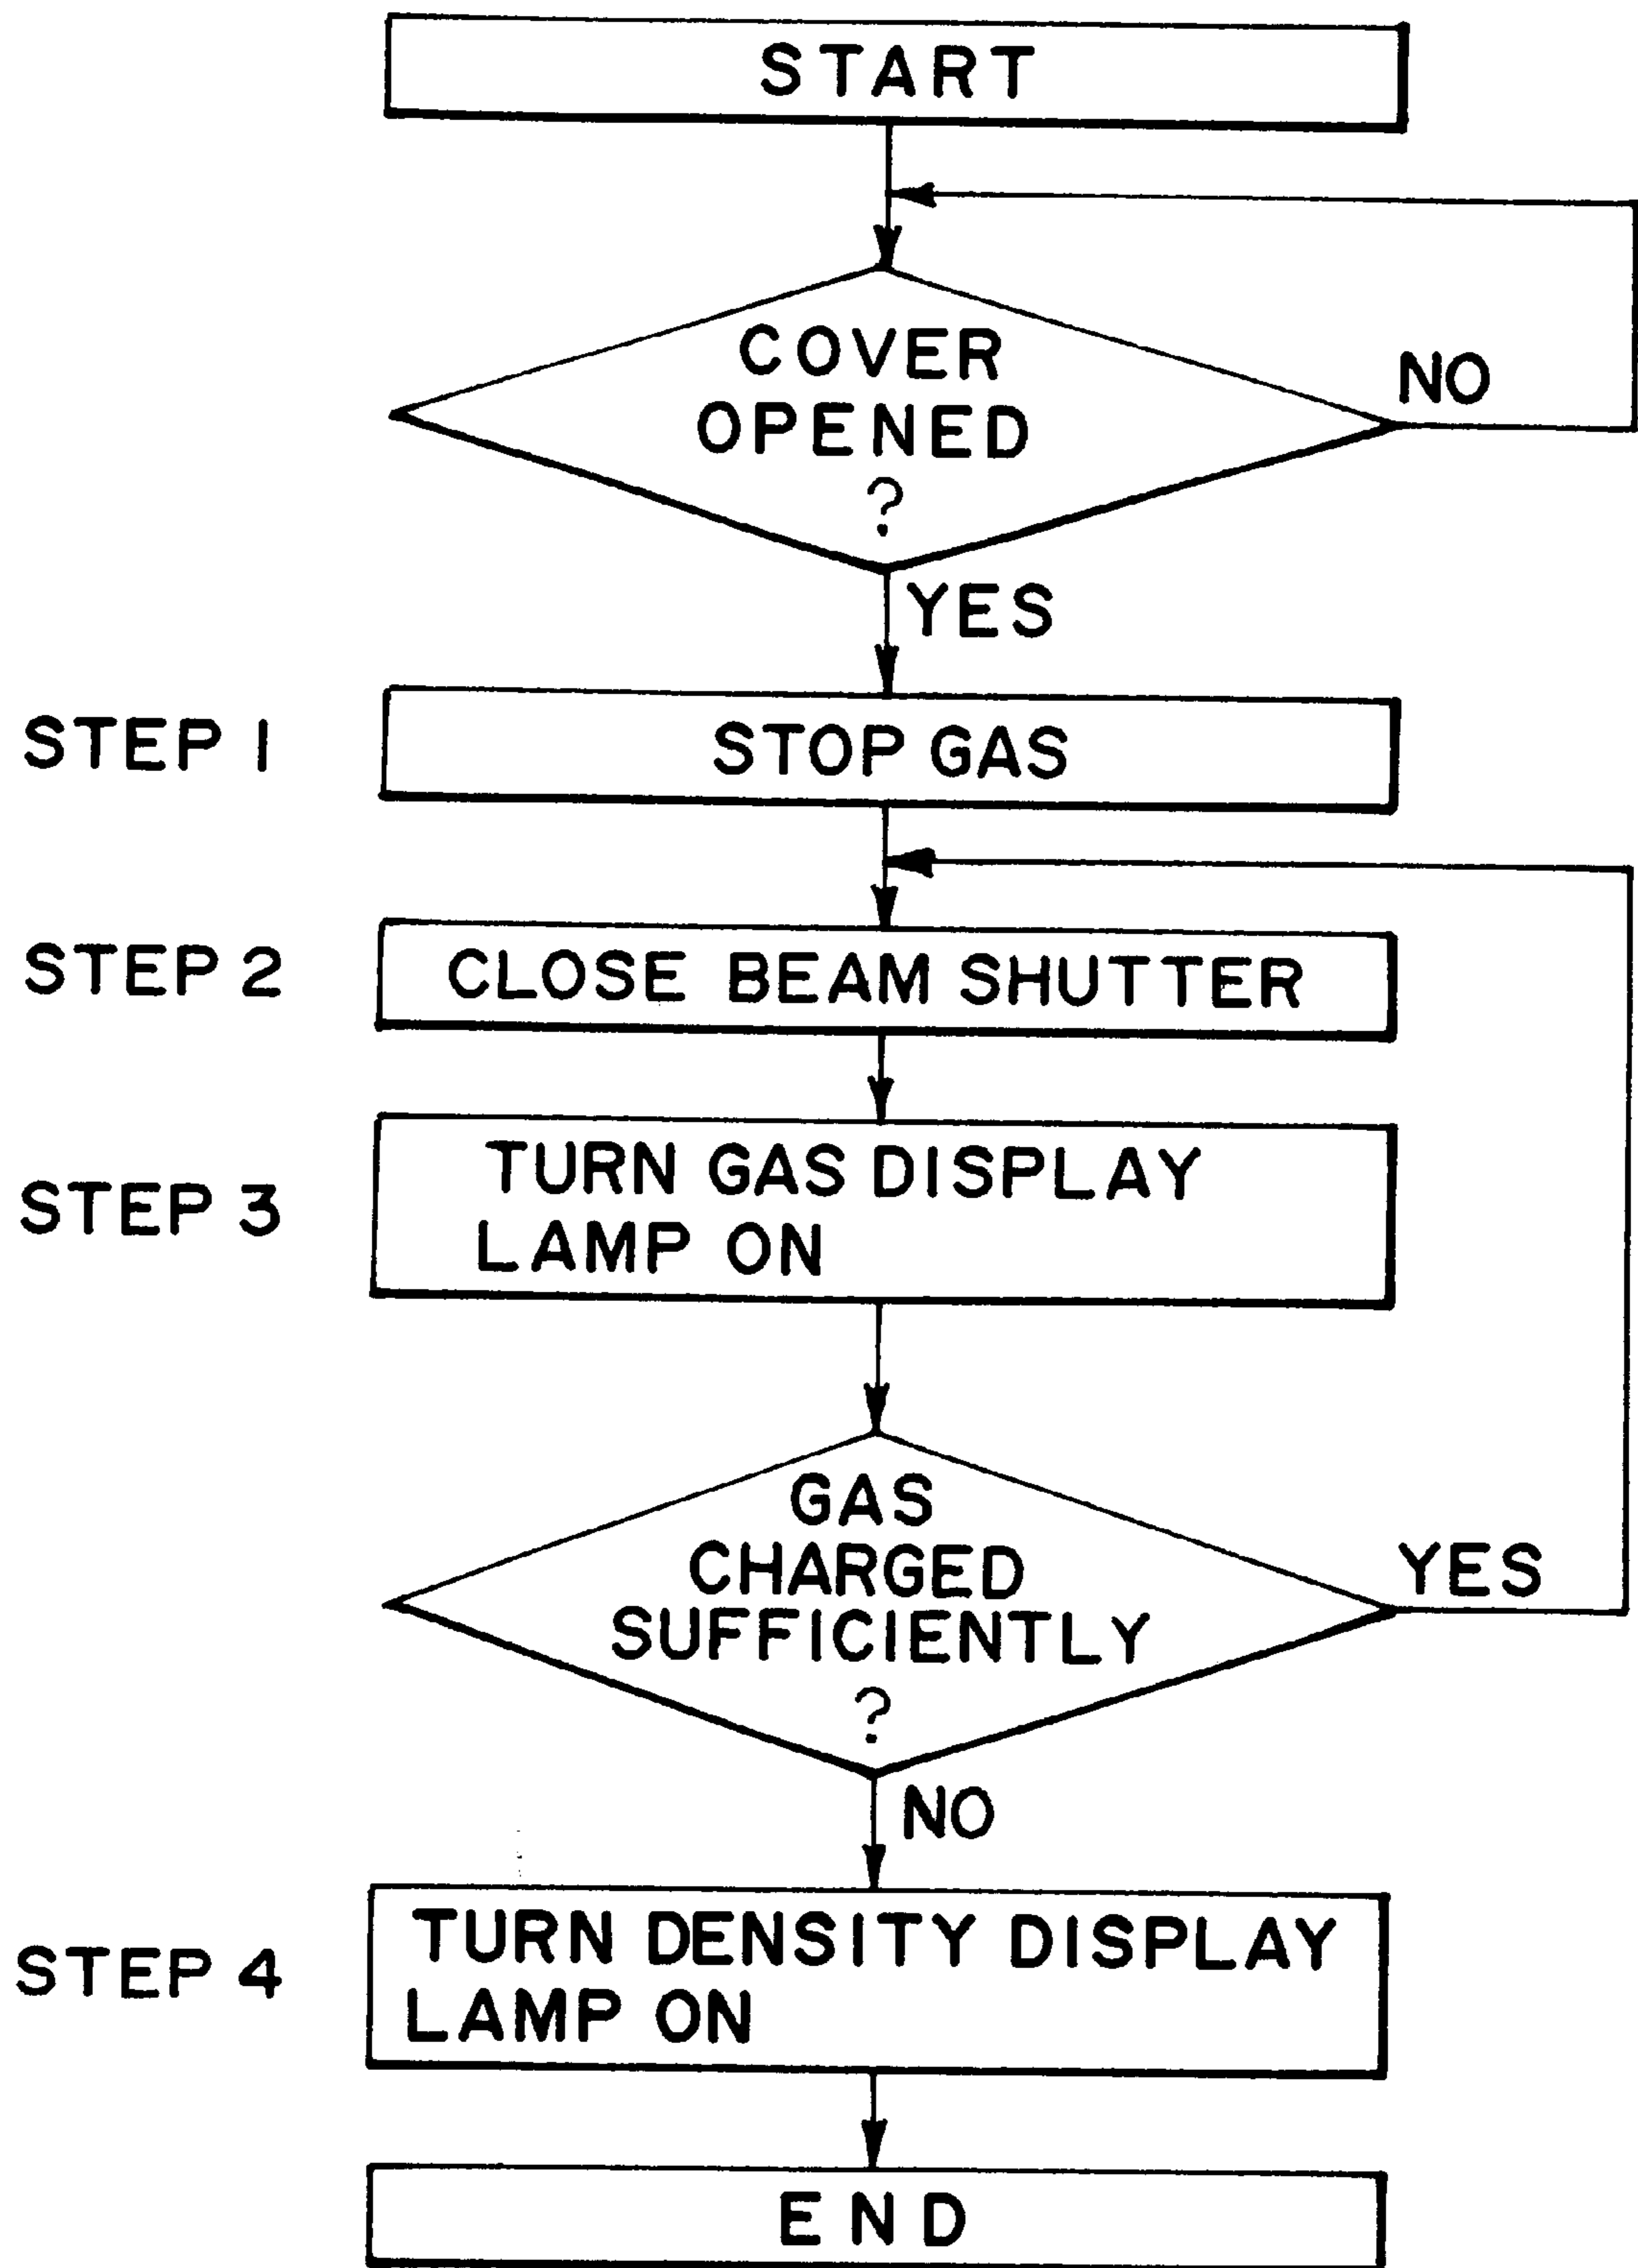 START
COVER
OPENED
?
NO
YES
STEP 1
STOP GAS
STEP 2
CLOSE BEAM SHUTTER
STEP 3
TURN GAS DISPLAY
LAMP ON
GAS
CHARGED
SUFFICIENTLY
?
YES
NO
STEP 4
TURN DENSITY DISPLAY
LAMP ON
END